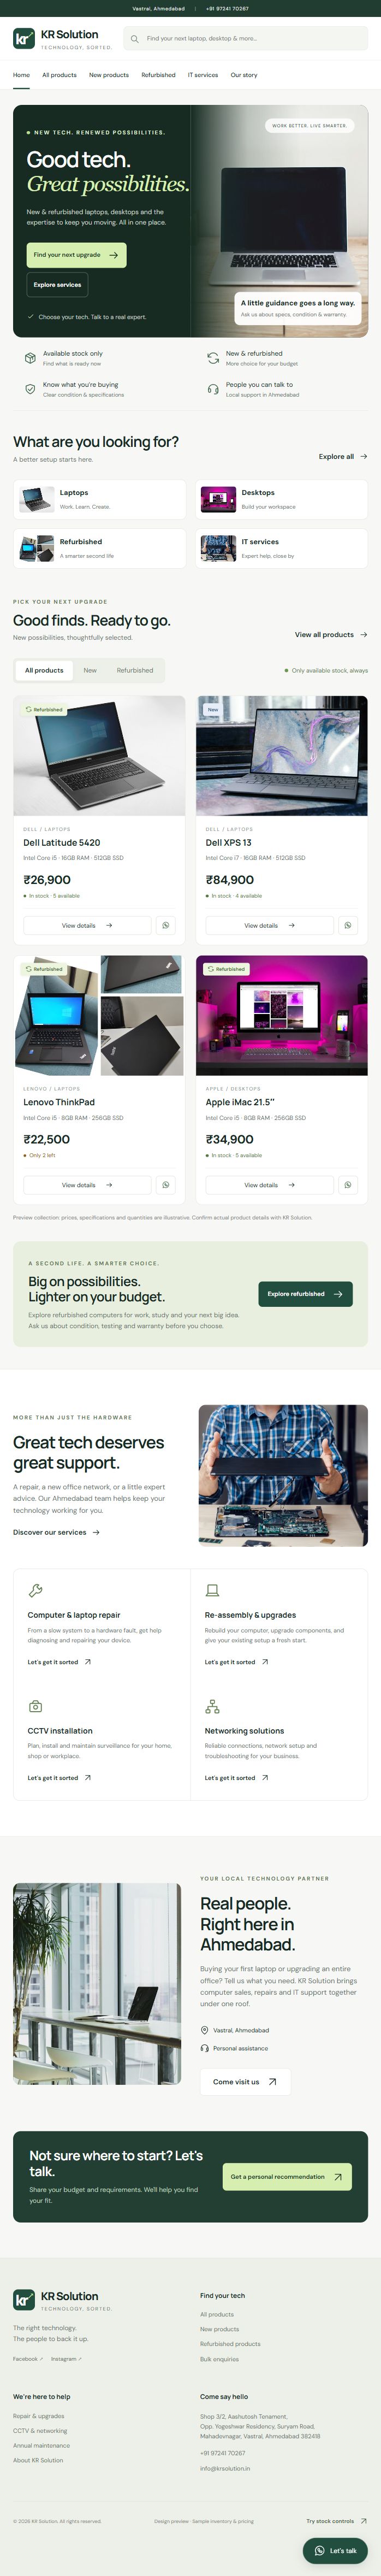 Vastral, Ahmedabad | +91 97241 70267
kr
KR Solution
TECHNOLOGY, SORTED.
Find your next laptop, desktop & more...
Home All products New products Refurbished IT services Our story
NEW TECH. RENEWED POSSIBILITIES.
WORK BETTER. LIVE SMARTER.
Good tech.
Great possibilities.
New & refurbished laptops, desktops and the
expertise to keep you moving. All in one place.
Find your next upgrade →
Explore services
Choose your tech. Talk to a real expert.
A little guidance goes a long way.
Ask us about specs, condition & warranty.
Available stock only
Find what is ready now
New & refurbished
More choice for your budget
Know what you're buying
Clear condition & specifications
People you can talk to
Local support in Ahmedabad
What are you looking for?
A better setup starts here.
Explore all →
Laptops
Work. Learn. Create.
Desktops
Build your workspace
Refurbished
A smarter second life
IT services
Expert help, close by
PICK YOUR NEXT UPGRADE
Good finds. Ready to go.
New possibilities, thoughtfully selected.
View all products →
All products New Refurbished
Only available stock, always
Refurbished
DELL / LAPTOPS
Dell Latitude 5420
Intel Core i5 · 16GB RAM · 512GB SSD
₹26,900
In stock · 5 available
View details →
New
DELL / LAPTOPS
Dell XPS 13
Intel Core i7 · 16GB RAM · 512GB SSD
₹84,900
In stock · 4 available
View details →
Refurbished
LENOVO / LAPTOPS
Lenovo ThinkPad
Intel Core i5 · 8GB RAM · 256GB SSD
₹22,500
Only 2 left
View details →
Refurbished
APPLE / DESKTOPS
Apple iMac 21.5″
Intel Core i5 · 8GB RAM · 256GB SSD
₹34,900
In stock · 5 available
View details →
Preview collection: prices, specifications and quantities are illustrative. Confirm actual product details with KR Solution.
A SECOND LIFE. A SMARTER CHOICE.
Big on possibilities.
Lighter on your budget.
Explore refurbished computers for work, study and your next big idea.
Ask us about condition, testing and warranty before you choose.
Explore refurbished →
MORE THAN JUST THE HARDWARE
Great tech deserves
great support.
A repair, a new office network, or a little expert
advice. Our Ahmedabad team helps keep your
technology working for you.
Discover our services →
Computer & laptop repair
From a slow system to a hardware fault, get help
diagnosing and repairing your device.
Let's get it sorted ↗
Re-assembly & upgrades
Rebuild your computer, upgrade components, and
give your existing setup a fresh start.
Let's get it sorted ↗
CCTV installation
Plan, install and maintain surveillance for your home,
shop or workplace.
Let's get it sorted ↗
Networking solutions
Reliable connections, network setup and
troubleshooting for your business.
Let's get it sorted ↗
YOUR LOCAL TECHNOLOGY PARTNER
Real people.
Right here in
Ahmedabad.
Buying your first laptop or upgrading an entire
office? Tell us what you need. KR Solution brings
computer sales, repairs and IT support together
under one roof.
Vastral, Ahmedabad
Personal assistance
Come visit us ↗
Not sure where to start? Let's
talk.
Share your budget and requirements. We'll help you find
your fit.
Get a personal recommendation ↗
kr
KR Solution
TECHNOLOGY, SORTED.
The right technology.
The people to back it up.
Facebook ↗ Instagram ↗
Find your tech
All products
New products
Refurbished products
Bulk enquiries
We're here to help
Repair & upgrades
CCTV & networking
Annual maintenance
About KR Solution
Come say hello
Shop 3/2, Aashutosh Tenament,
Opp. Yogeshwar Residency, Suryam Road,
Mahadevnagar, Vastral, Ahmedabad 382418
+91 97241 70267
info@krsolution.in
© 2026 KR Solution. All rights reserved.
Design preview · Sample inventory & pricing
Try stock controls ↗
Let's talk